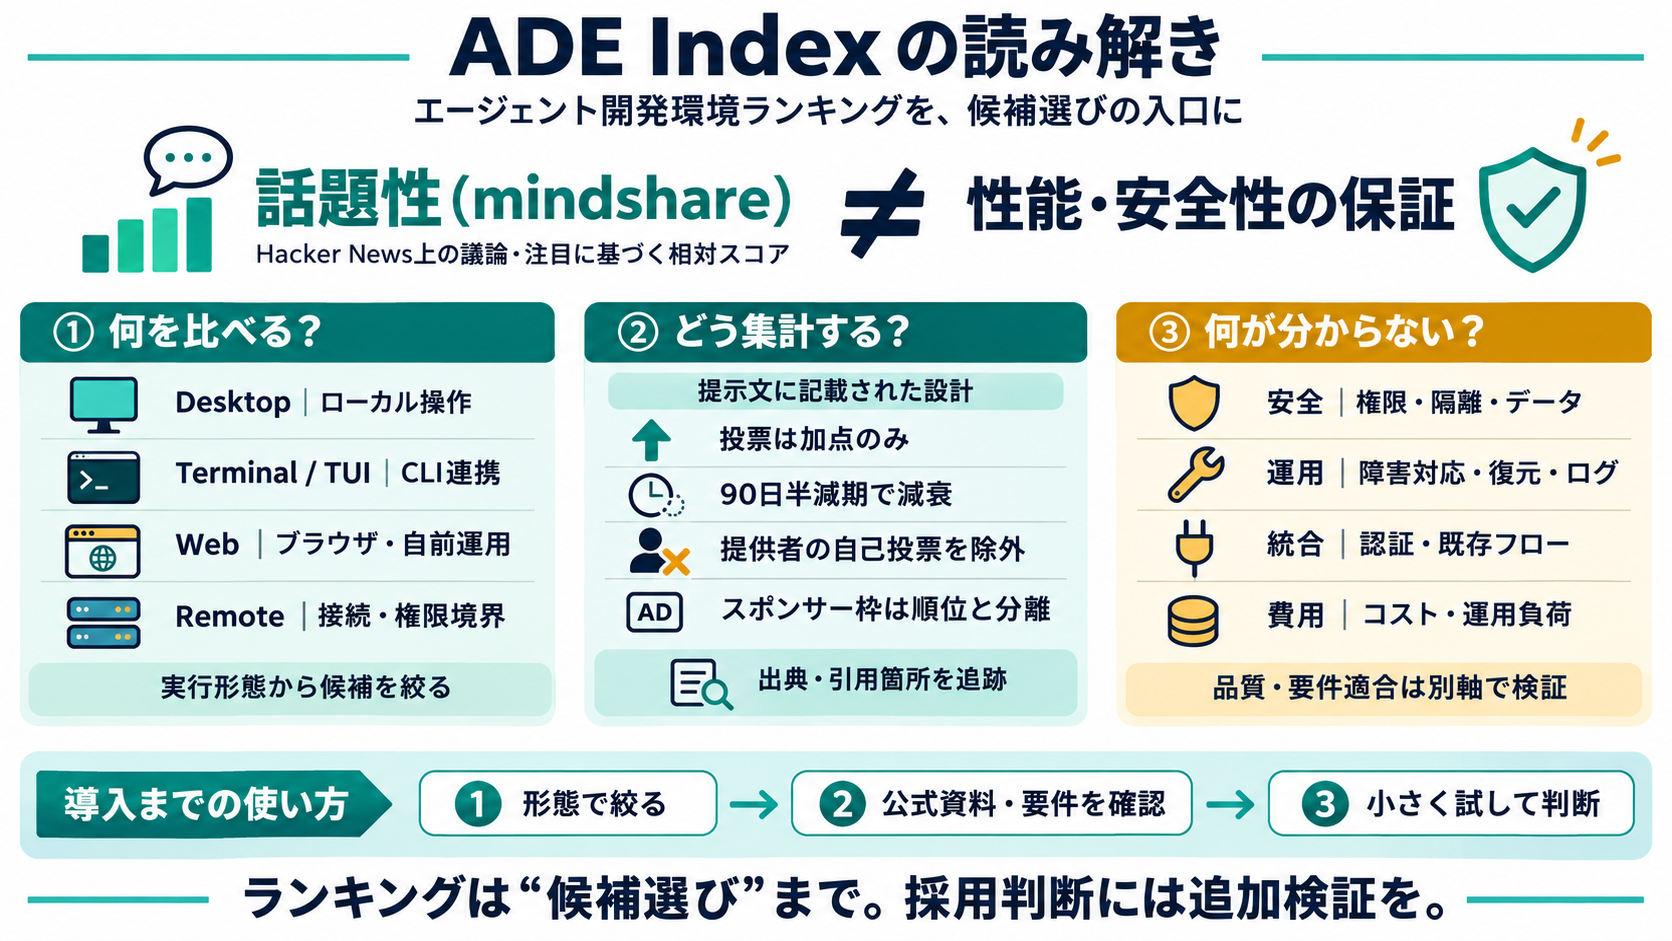 ADE Indexの読み解き
エージェント開発環境ランキングを、候補選びの入口に
話題性(mindshare)
≠
性能・安全性の保証
Hacker News上の議論・注目に基づく相対スコア
① 何を比べる？
Desktop｜ローカル操作
>_
Terminal / TUI｜CLI連携
Web｜ブラウザ・自前運用
Remote｜接続・権限境界
実行形態から候補を絞る
② どう集計する？
提示文に記載された設計
投票は加点のみ
90日半減期で減衰
提供者の自己投票を除外
AD
スポンサー枠は順位と分離
出典・引用箇所を追跡
③ 何が分からない？
安全｜権限・隔離・データ
運用｜障害対応・復元・ログ
統合｜認証・既存フロー
費用｜コスト・運用負荷
品質・要件適合は別軸で検証
導入までの使い方
1 形態で絞る
→
2 公式資料・要件を確認
→
3 小さく試して判断
ランキングは“候補選び”まで。採用判断には追加検証を。